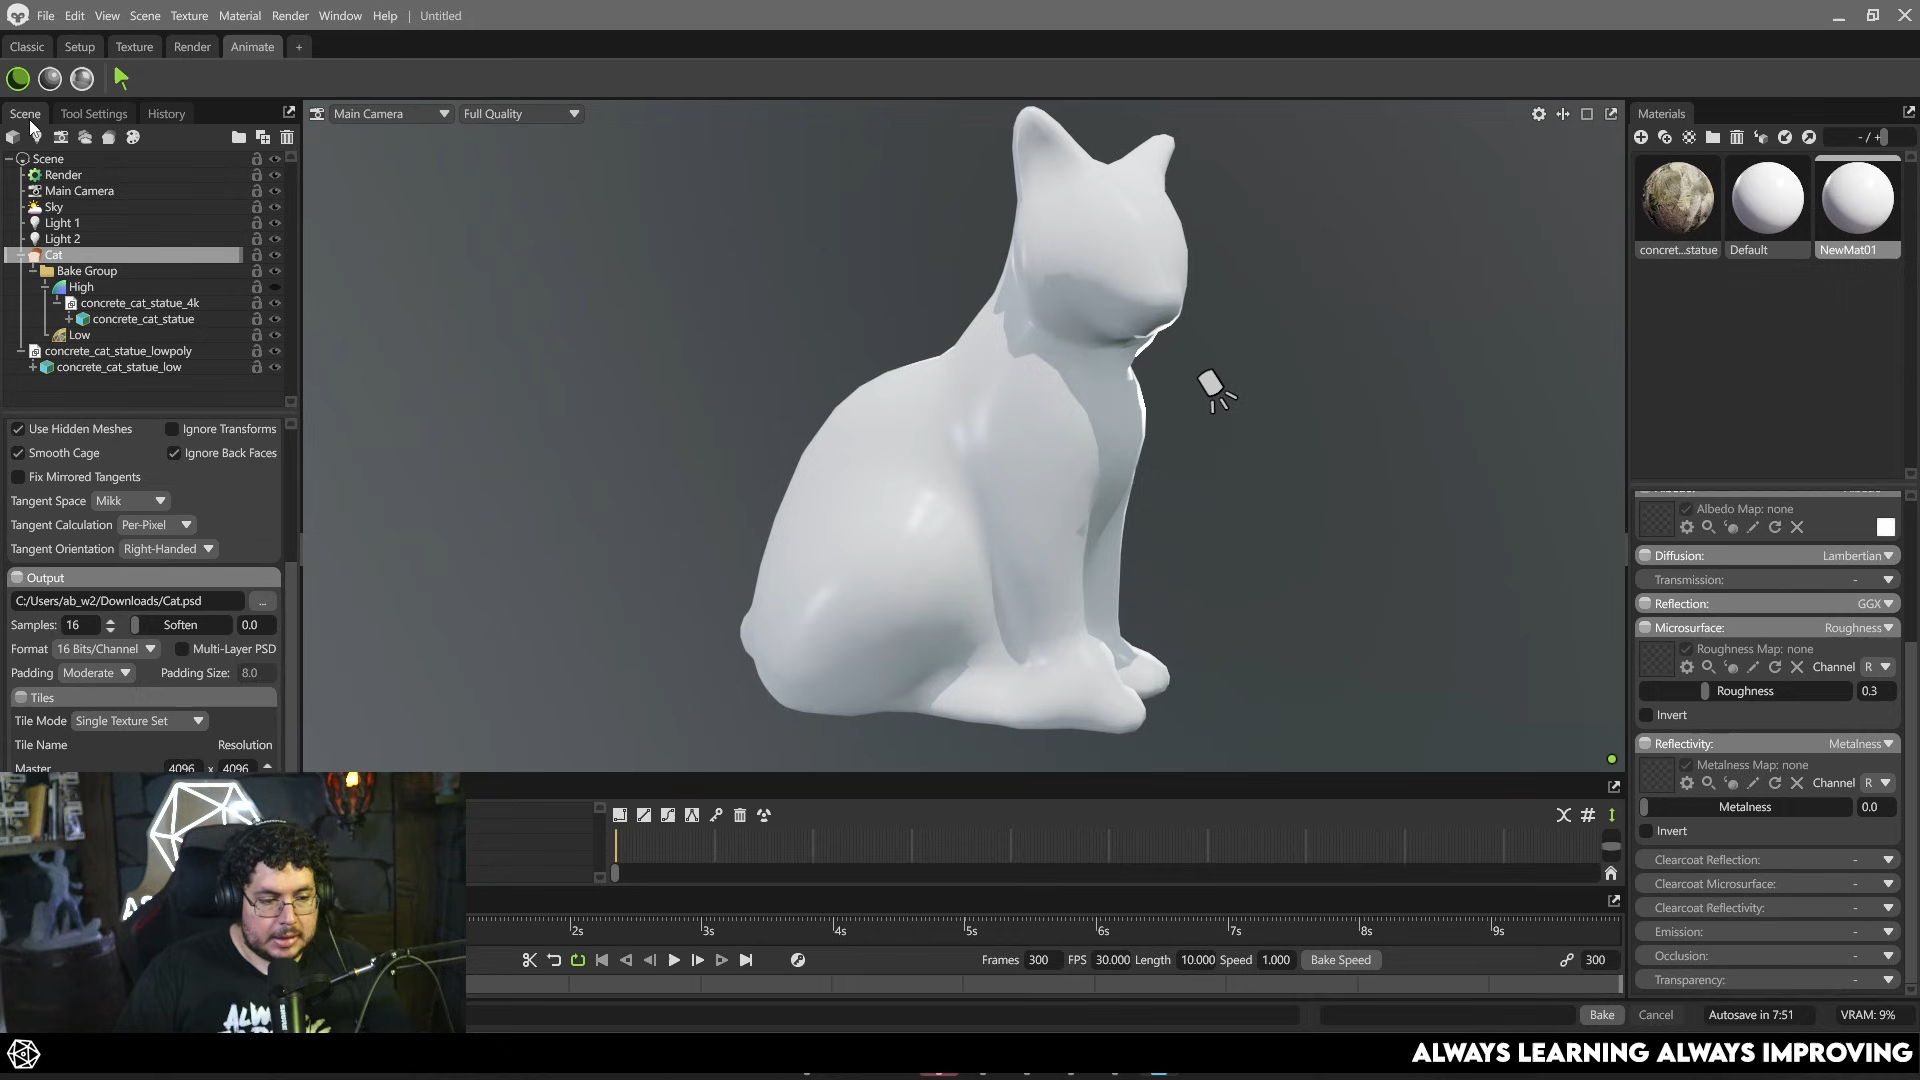 File Edit View Scene Texture Material Render Window Help | Untitled
Classic Setup Texture Render Animate +
Scene Tool Settings History
Main Camera Full Quality
Materials
- / +
Scene
Render
Main Camera
Sky
Light 1
Light 2
Cat
Bake Group
High
concrete_cat_statue_4k
concrete_cat_statue
Low
concrete_cat_statue_lowpoly
concrete_cat_statue_low
concret...statue Default NewMat01
Use Hidden Meshes Ignore Transforms
Smooth Cage Ignore Back Faces
Fix Mirrored Tangents
Tangent Space Mikk
Tangent Calculation Per-Pixel
Tangent Orientation Right-Handed
Output
C:/Users/ab_w2/Downloads/Cat.psd ...
Samples: 16 Soften 0.0
Format 16 Bits/Channel Multi-Layer PSD
Padding Moderate Padding Size: 8.0
Tiles
Tile Mode Single Texture Set
Tile Name Resolution
Master 4096 x 4096
Albedo Map: none
Diffusion: Lambertian
Transmission: -
Reflection: GGX
Microsurface: Roughness
Roughness Map: none
Channel R
Roughness 0.3
Invert
Reflectivity: Metalness
Metalness Map: none
Channel R
Metalness 0.0
Invert
Clearcoat Reflection: -
Clearcoat Microsurface: -
Clearcoat Reflectivity: -
Emission: -
Occlusion: -
Transparency: -
2s 3s 4s 5s 6s 7s 8s 9s
Frames 300 FPS 30.000 Length 10.000 Speed 1.000 Bake Speed 300
Bake Cancel Autosave in 7:51 VRAM: 9%
ALWAYS LEARNING ALWAYS IMPROVING